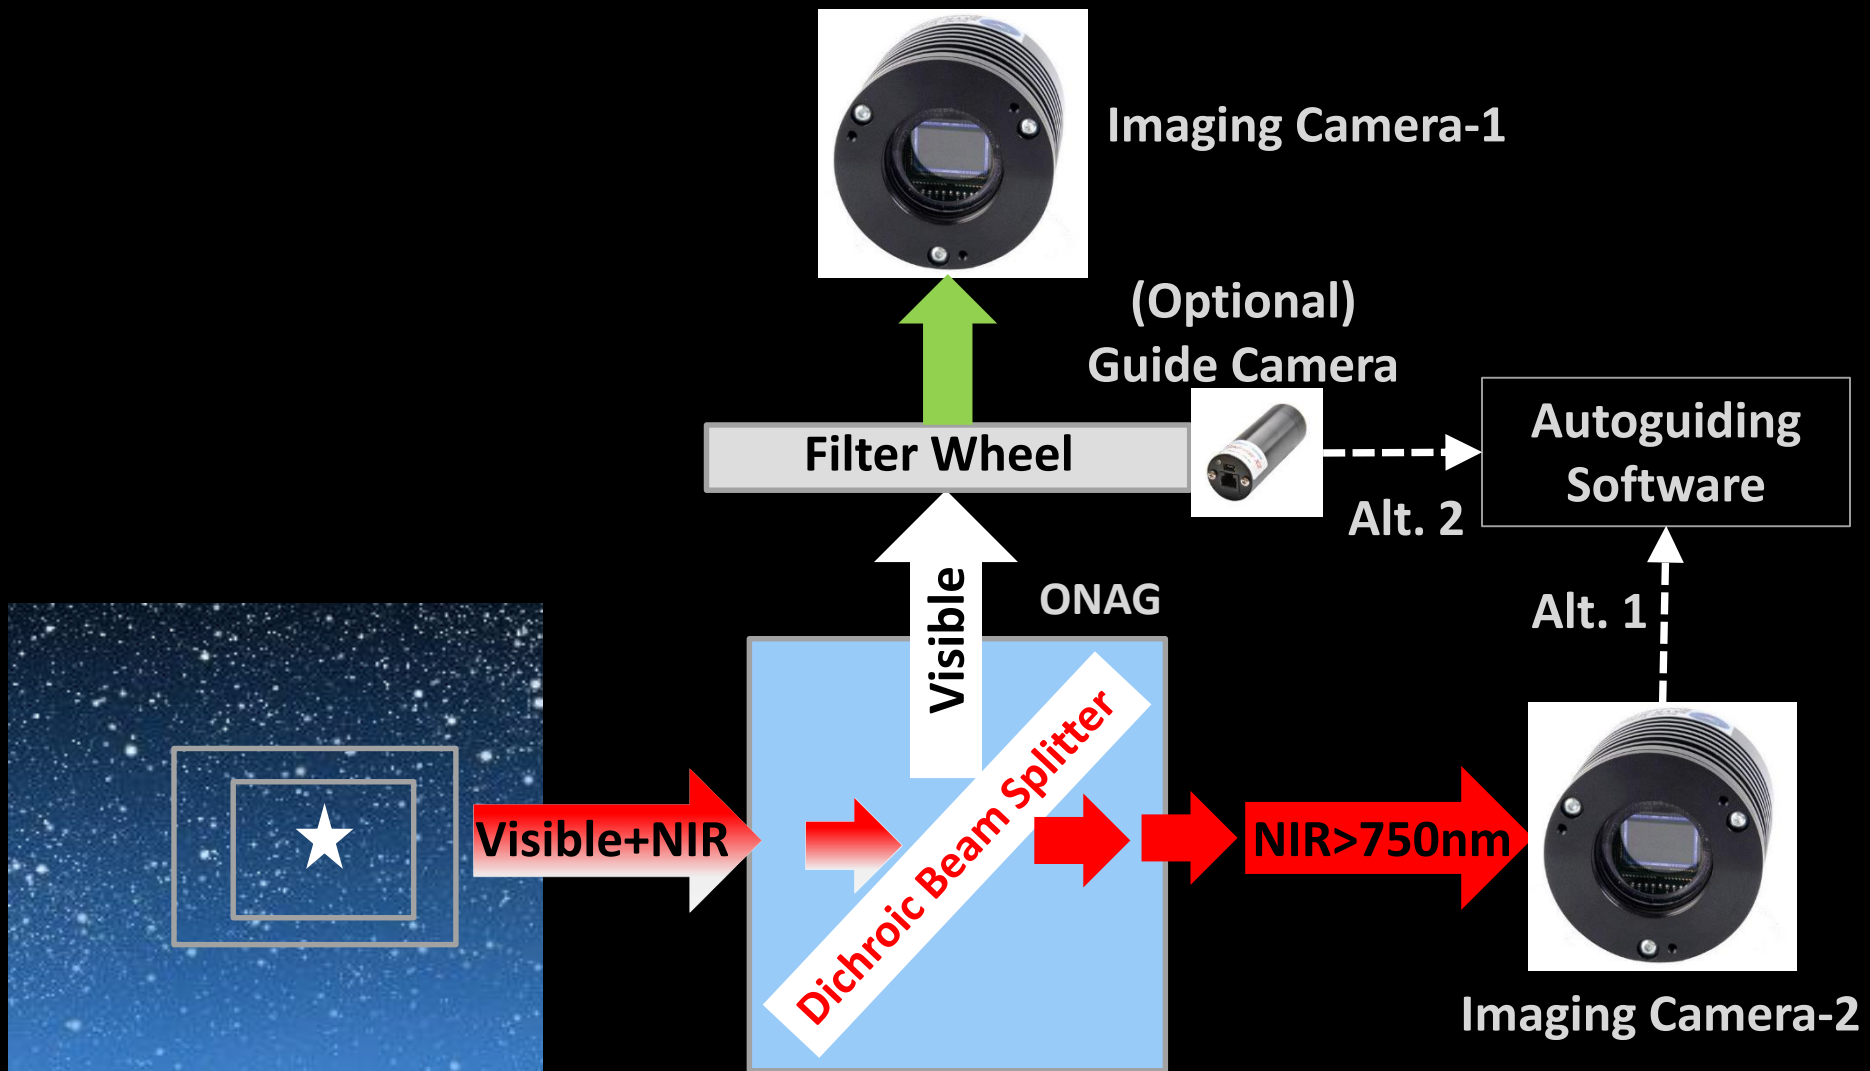 Imaging Camera-1
(Optional)
Guide Camera
Filter Wheel
Autoguiding
Software
Alt. 2
ONAG
Alt. 1
Visible
Dichroic Beam Splitter
Visible+NIR
NIR>750nm
Imaging Camera-2